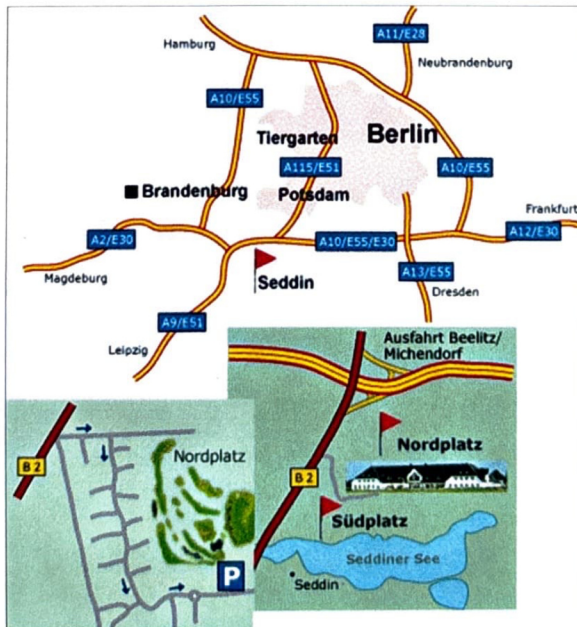 Hamburg
A11/E28
Neubrandenburg
A10/E55
Tiergarten
Berlin
A115/E51
A10/E55
Brandenburg
Potsdam
Frankfurt
A2/E30
A10/E55/E30
A12/E30
Magdeburg
Seddin
A13/E55
Dresden
A9/E51
Leipzig
Ausfahrt Beelitz/
Michendorf
B 2
Nordplatz
Nordplatz
B 2
Südplatz
Seddiner See
Seddin
P